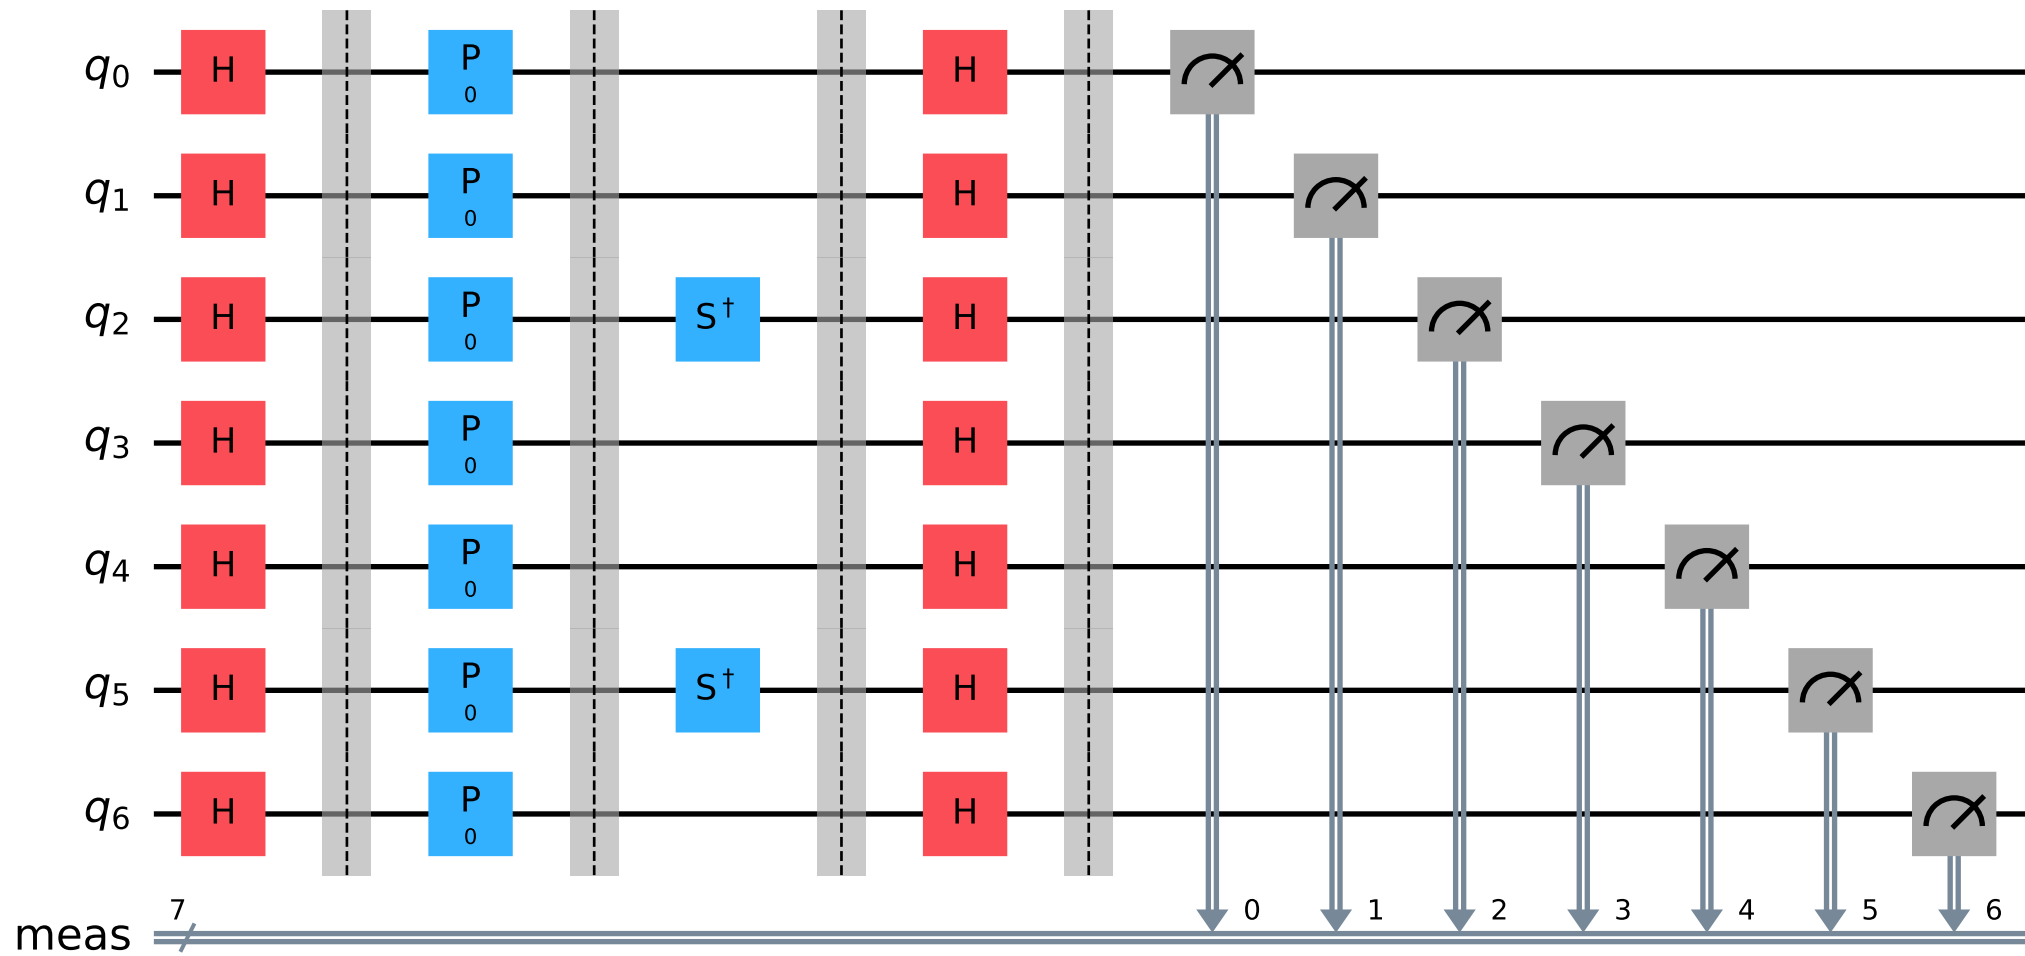 q0 H P 0 H
q1 H P 0 H
q2 H P 0 S† H
q3 H P 0 H
q4 H P 0 H
q5 H P 0 S† H
q6 H P 0 H
7 0 1 2 3 4 5 6
meas